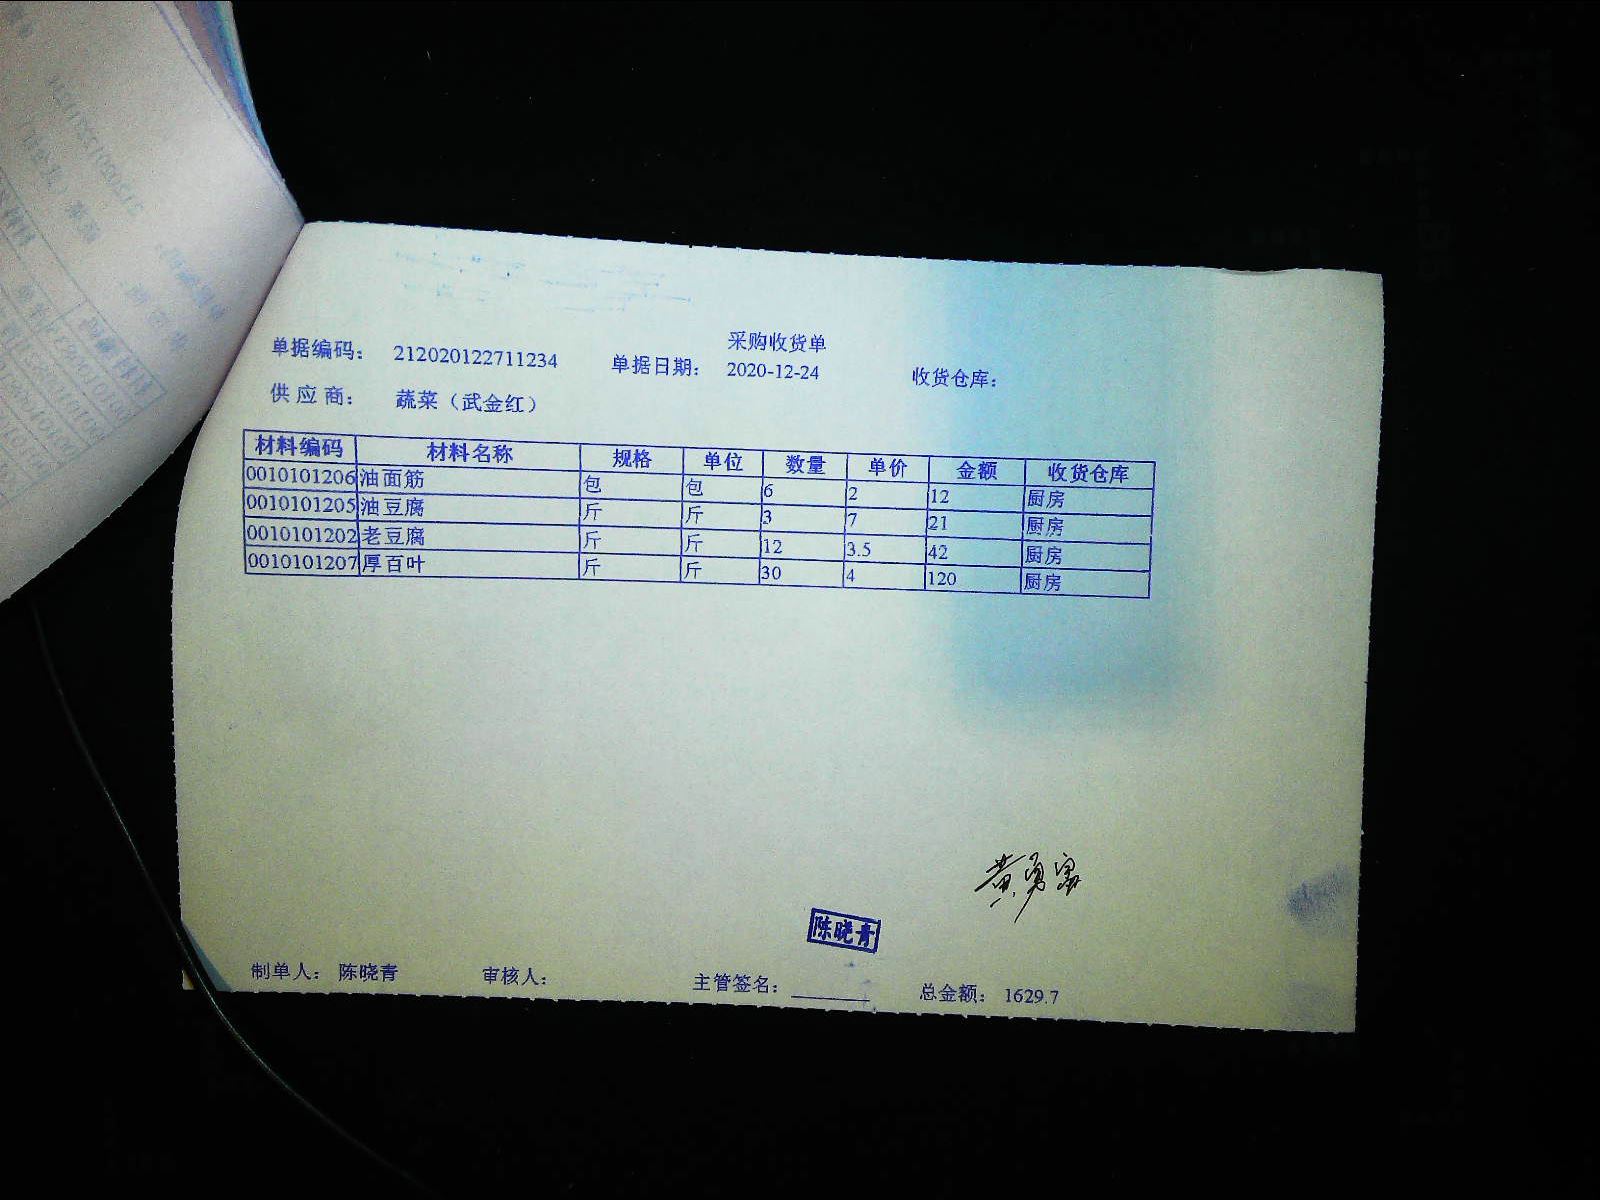 采购收货单
单据编码： 212020122711234 单据日期： 2020-12-24 收货仓库：
供应商： 蔬菜（武金红）
材料编码 材料名称 规格 单位 数量 单价 金额 收货仓库
0010101206 油面筋 包 包 6 2 12 厨房
0010101205 油豆腐 斤 斤 3 7 21 厨房
0010101202 老豆腐 斤 斤 12 3.5 42 厨房
0010101207 厚百叶 斤 斤 30 4 120 厨房
黄勇富
陈晓青
制单人： 陈晓青 审核人： 主管签名： 总金额： 1629.7